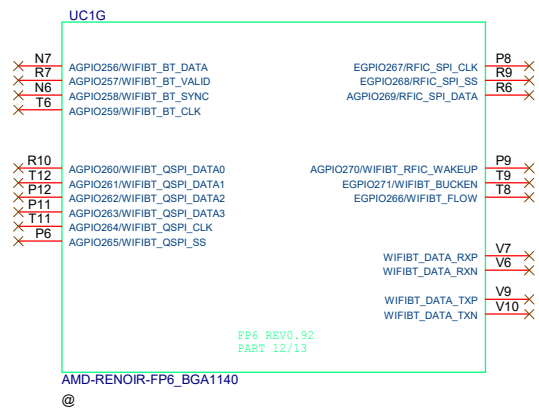 UC1G
N7 AGPIO256/WIFIBT_BT_DATA
R7 AGPIO257/WIFIBT_BT_VALID
N6 AGPIO258/WIFIBT_BT_SYNC
T6 AGPIO259/WIFIBT_BT_CLK
EGPIO267/RFIC_SPI_CLK P8
EGPIO268/RFIC_SPI_SS R9
AGPIO269/RFIC_SPI_DATA R6
R10 AGPIO260/WIFIBT_QSPI_DATA0
T12 AGPIO261/WIFIBT_QSPI_DATA1
P12 AGPIO262/WIFIBT_QSPI_DATA2
P11 AGPIO263/WIFIBT_QSPI_DATA3
T11 AGPIO264/WIFIBT_QSPI_CLK
P6 AGPIO265/WIFIBT_QSPI_SS
AGPIO270/WIFIBT_RFIC_WAKEUP P9
EGPIO271/WIFIBT_BUCKEN T9
EGPIO266/WIFIBT_FLOW T8
WIFIBT_DATA_RXP V7
WIFIBT_DATA_RXN V6
WIFIBT_DATA_TXP V9
WIFIBT_DATA_TXN V10
FP6 REV0.92
PART 12/13
AMD-RENOIR-FP6_BGA1140
@